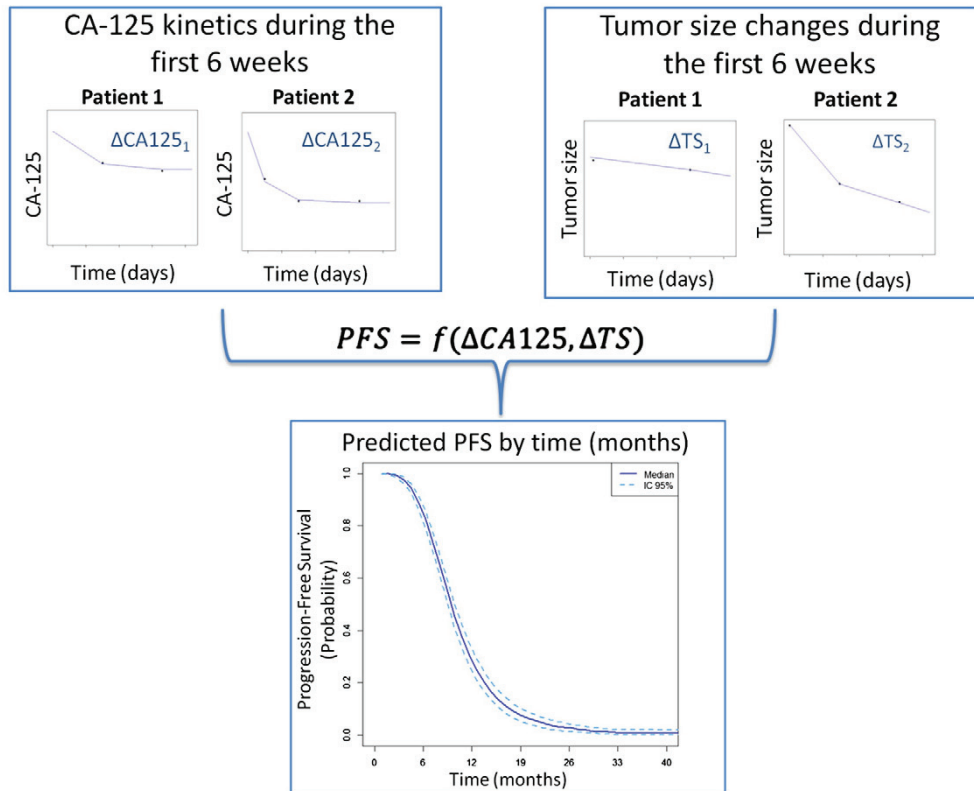 CA-125 kinetics during the
first 6 weeks
Patient 1
Patient 2
ΔCA125₁
ΔCA125₂
CA-125
CA-125
Time (days)
Time (days)
Tumor size changes during
the first 6 weeks
Patient 1
Patient 2
ΔTS₁
ΔTS₂
Tumor size
Tumor size
Time (days)
Time (days)
PFS = f(ΔCA125, ΔTS)
Predicted PFS by time (months)
Median
IC 95%
Progression-Free Survival
(Probability)
1.0
0.8
0.6
0.4
0.2
0.0
0 6 12 19 26 33 40
Time (months)